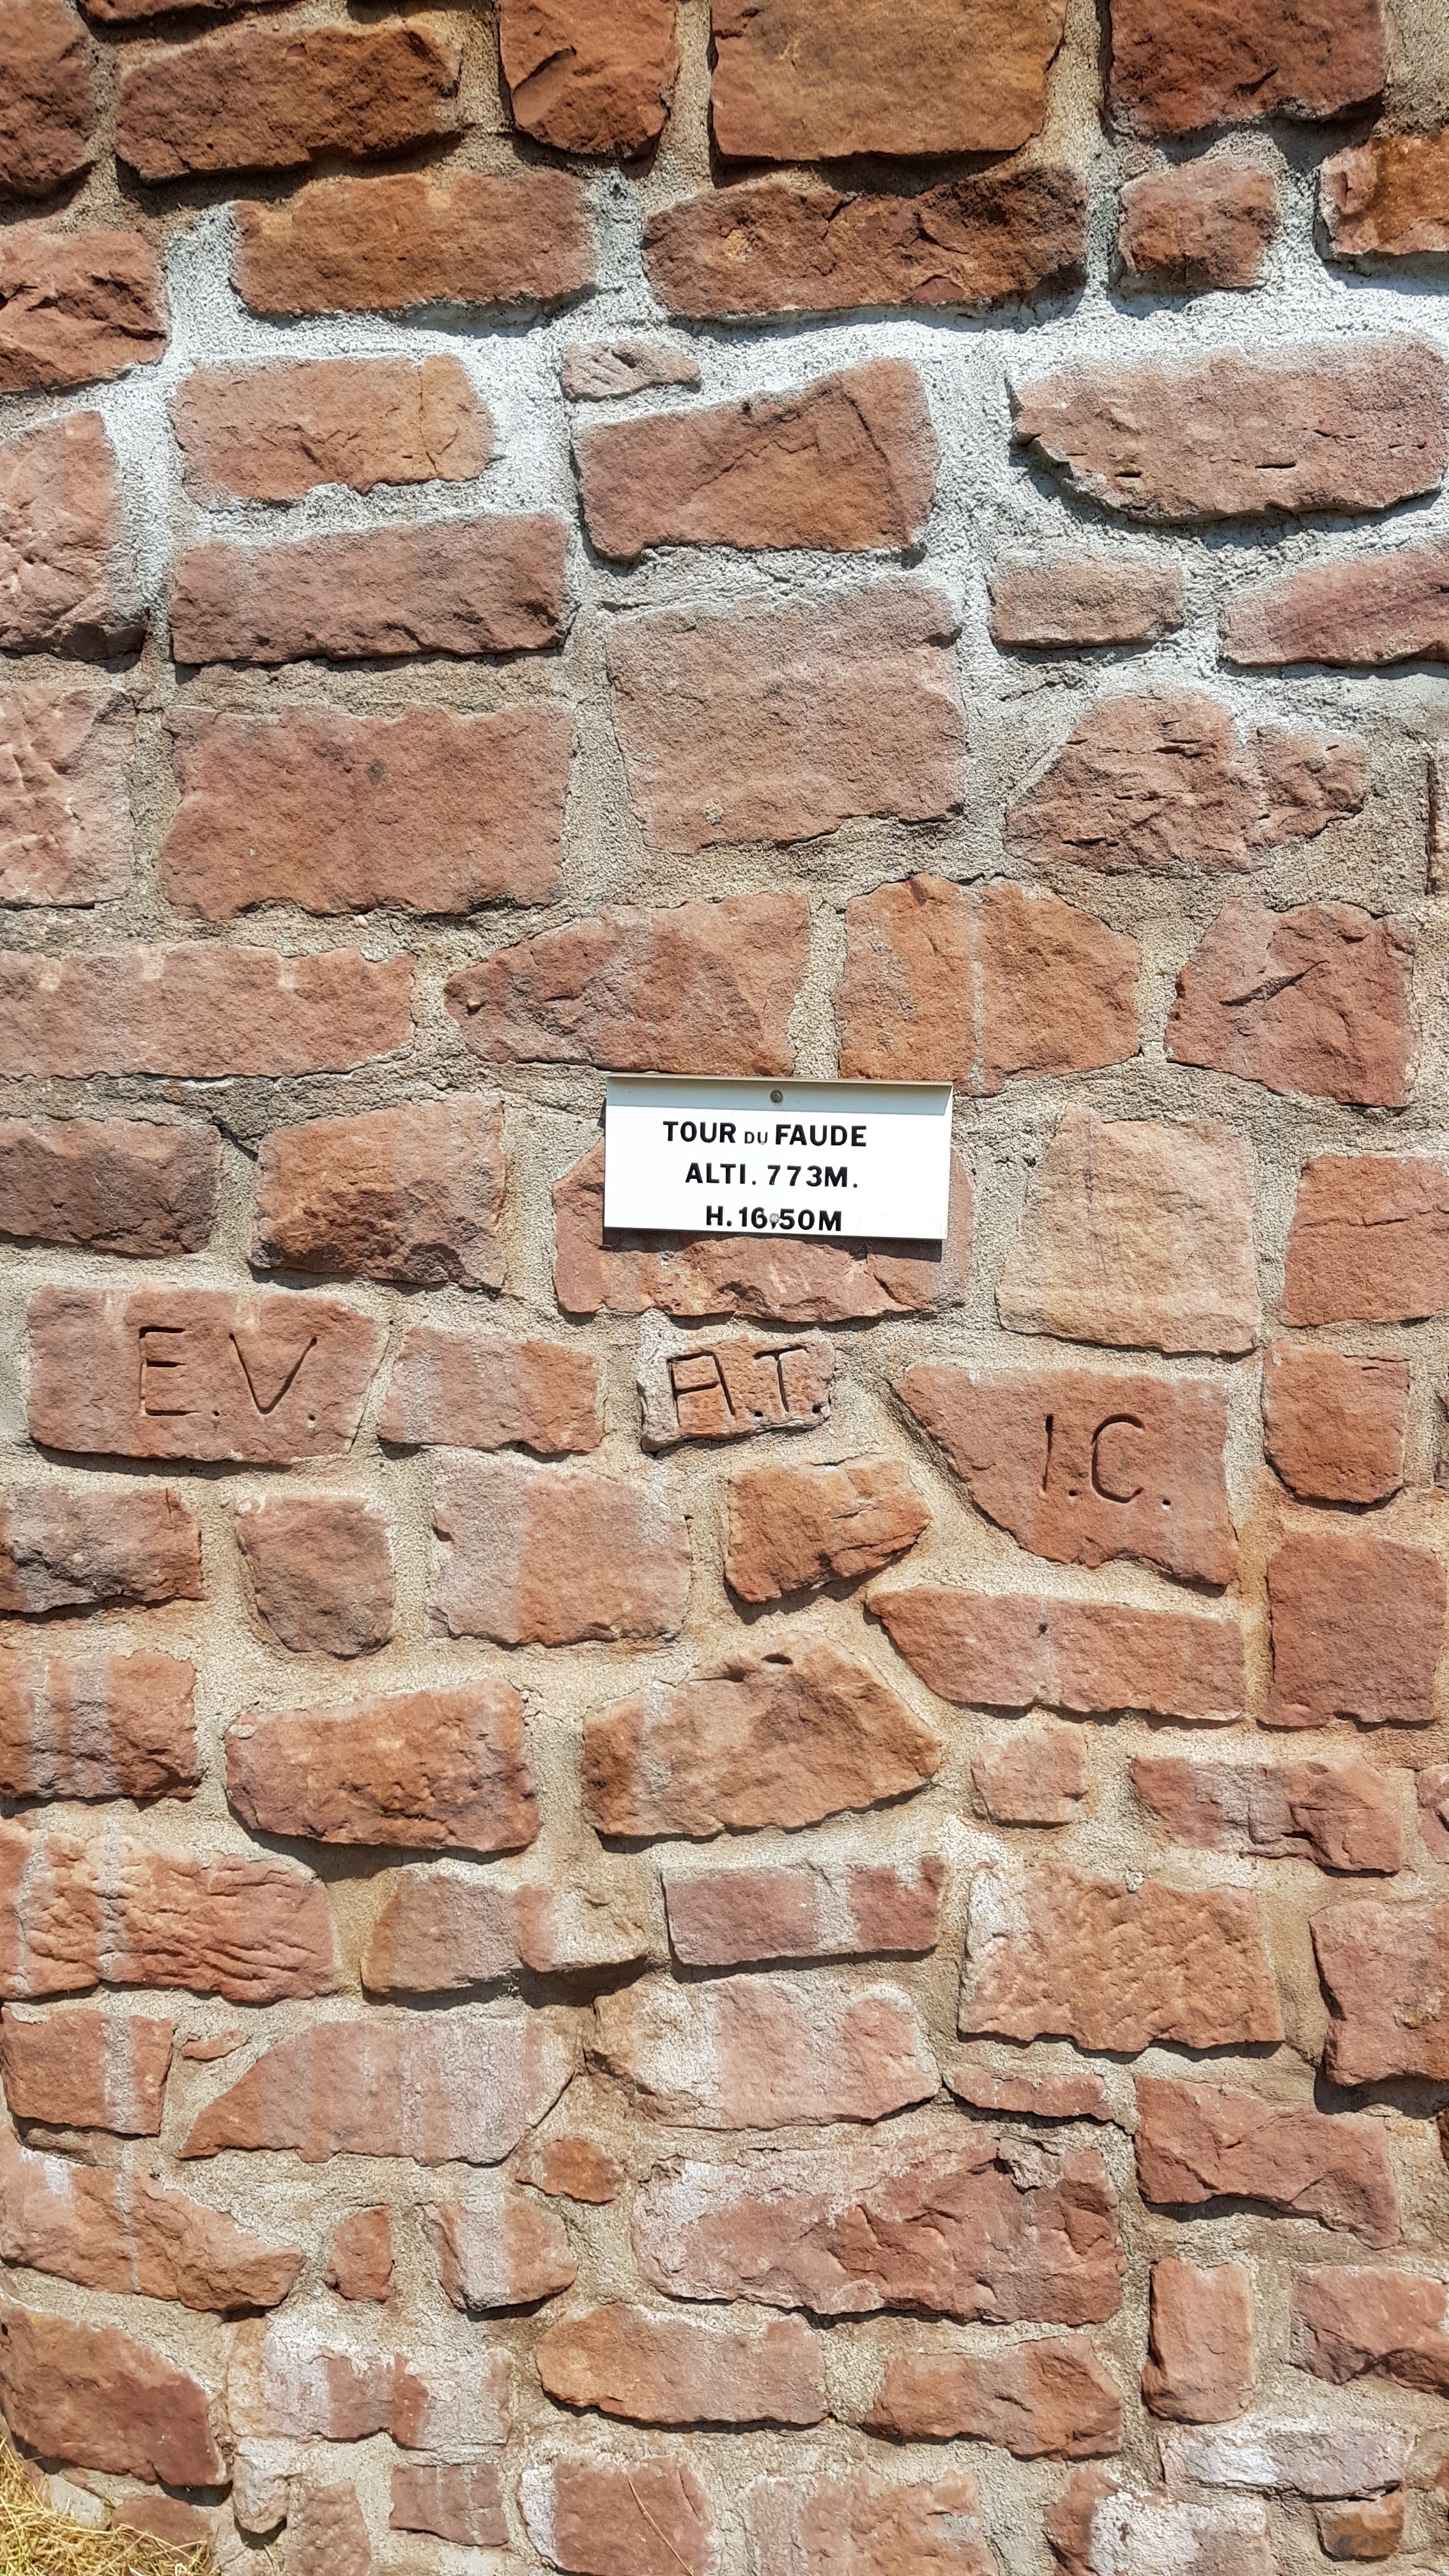 TOUR DU FAUDE
ALTI. 773M.
H. 16,50M
E.V.
A.T.
I.C.